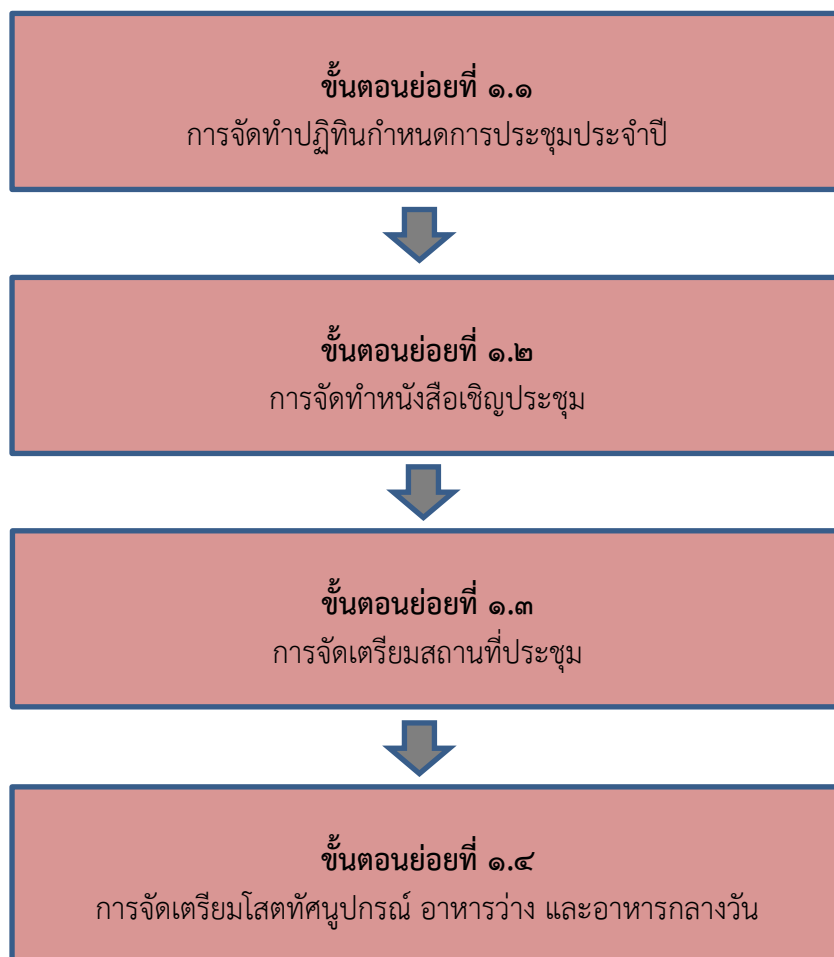 ขั้นตอนย่อยที่ ๑.๑
การจัดทำปฏิทินกำหนดการประชุมประจำปี
ขั้นตอนย่อยที่ ๑.๒
การจัดทำหนังสือเชิญประชุม
ขั้นตอนย่อยที่ ๑.๓
การจัดเตรียมสถานที่ประชุม
ขั้นตอนย่อยที่ ๑.๔
การจัดเตรียมโสตทัศนูปกรณ์ อาหารว่าง และอาหารกลางวัน